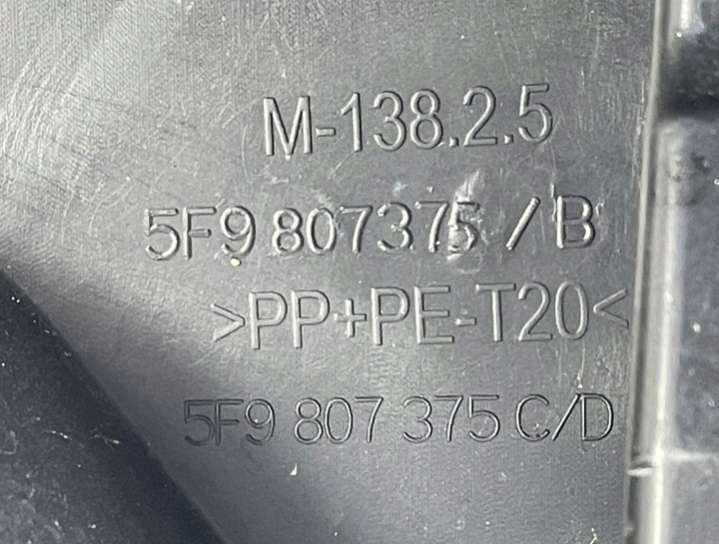 M-138.2.5
5F9 807375 /B
>PP+PE-T20<
5F9 807 375 C/D